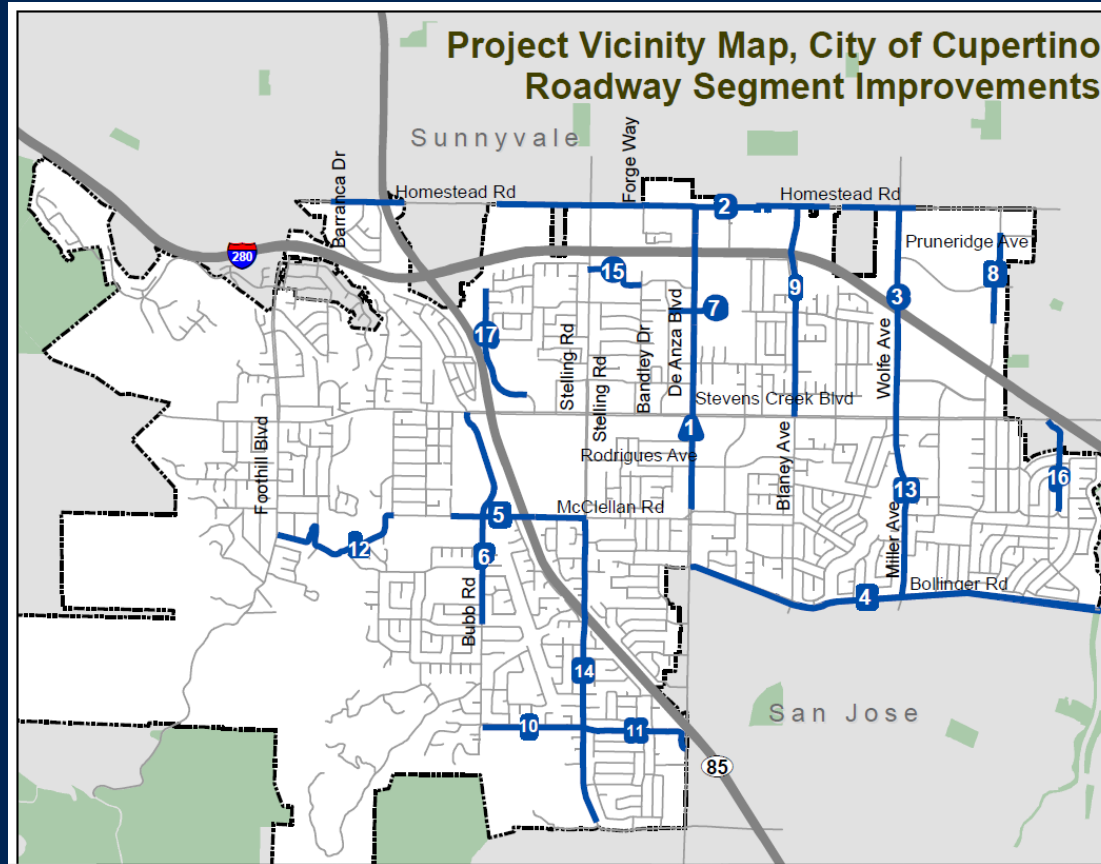 Project Vicinity Map, City of Cupertino
Roadway Segment Improvements
Sunnyvale
Forge Way
Barranca Dr
Homestead Rd
Homestead Rd
2
Pruneridge Ave
280
15
8
9
3
7
17
Stelling Rd
Bandley Dr
De Anza Blvd
Wolfe Ave
Stelling Rd
Stevens Creek Blvd
1
Foothill Blvd
Rodrigues Ave
Blaney Ave
16
13
McClellan Rd
5
12
6
Miller Ave
Bollinger Rd
4
Bubb Rd
14
San Jose
10
11
85